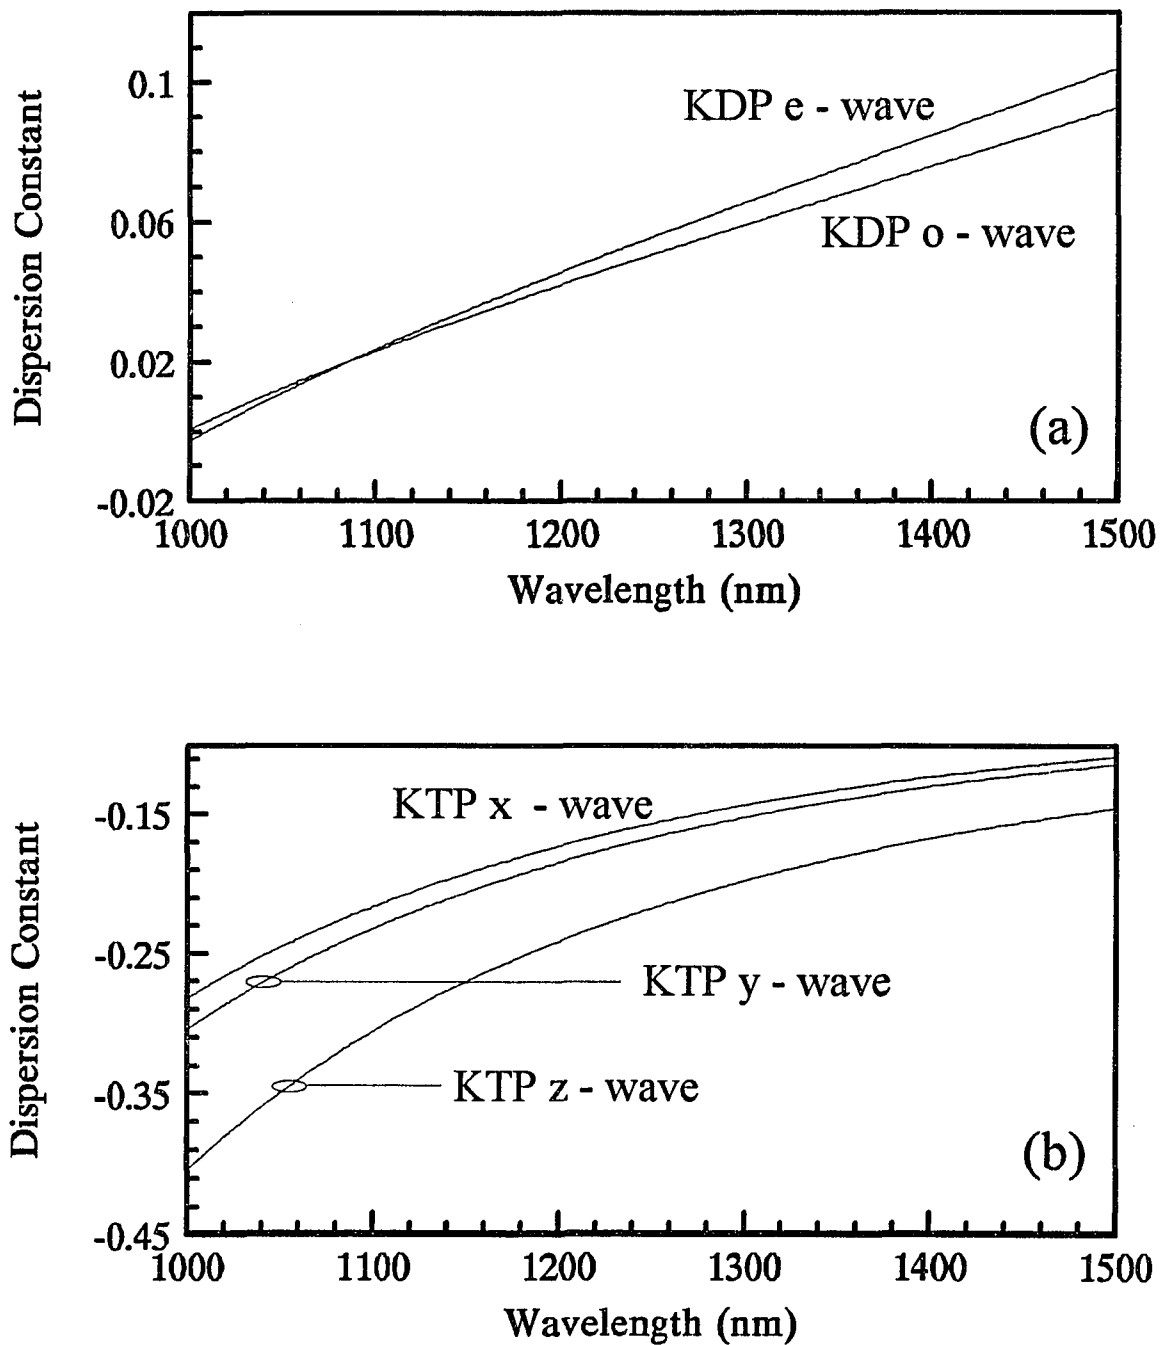 Dispersion Constant
0.1
0.06
0.02
-0.02
KDP e - wave
KDP o - wave
(a)
1000 1100 1200 1300 1400 1500
Wavelength (nm)
Dispersion Constant
-0.15
-0.25
-0.35
-0.45
KTP x - wave
KTP y - wave
KTP z - wave
(b)
1000 1100 1200 1300 1400 1500
Wavelength (nm)